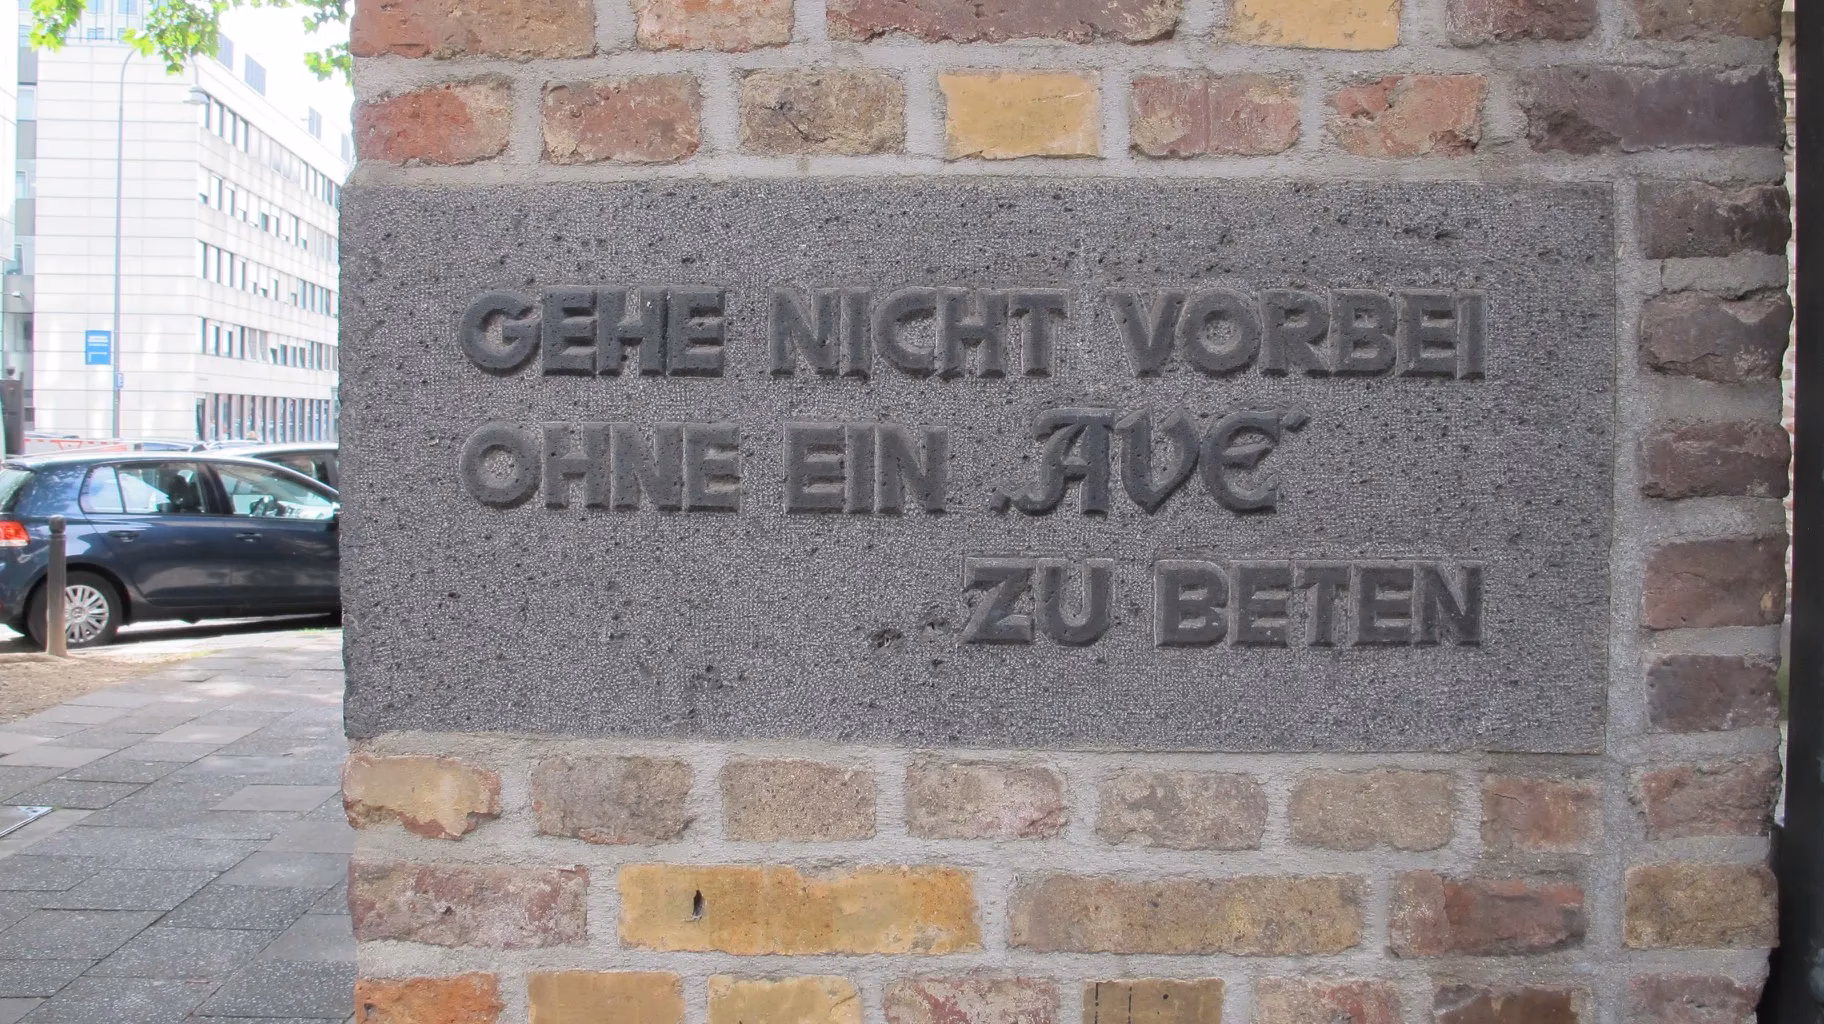 GEHE NICHT VORBEI
OHNE EIN AVE
ZU BETEN